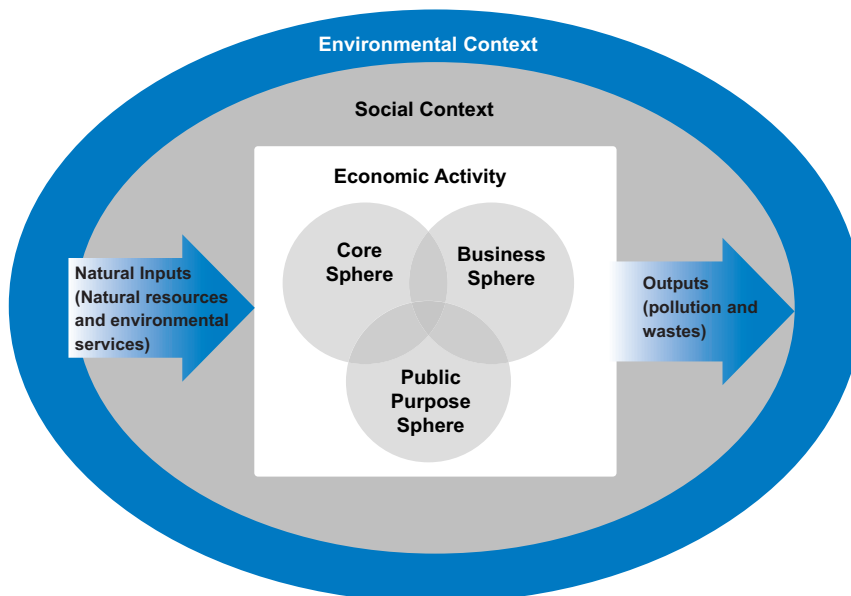 Environmental Context
Social Context
Economic Activity
Core
Sphere
Business
Sphere
Natural Inputs
(Natural resources
and environmental
services)
Outputs
(pollution and
wastes)
Public
Purpose
Sphere